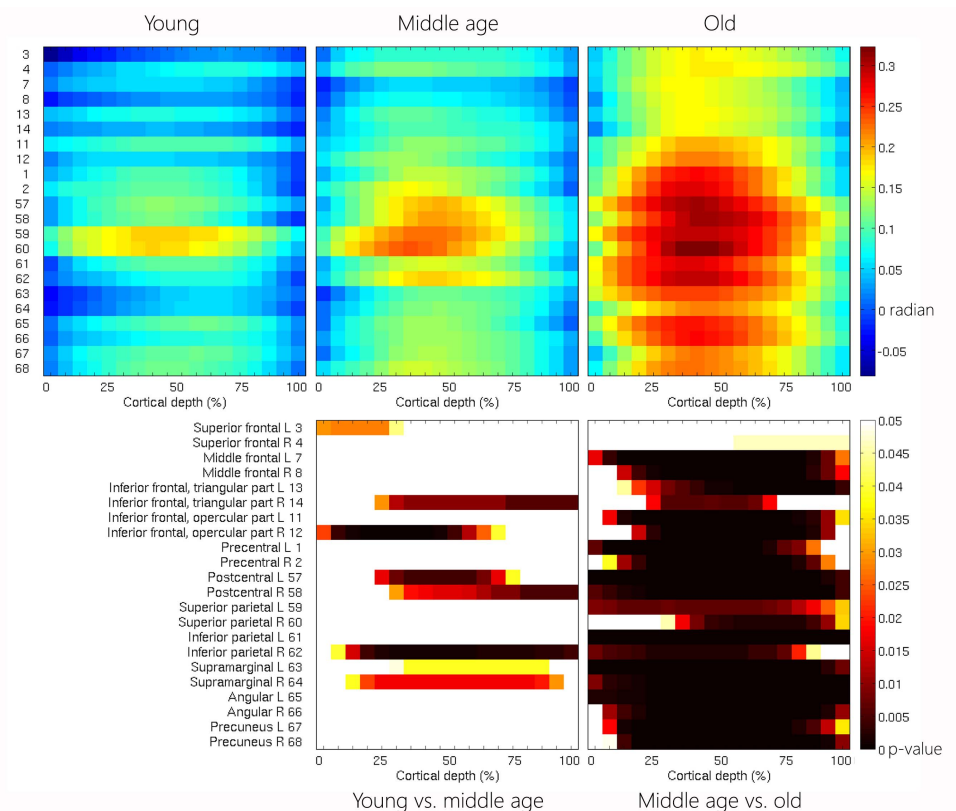 Young Middle age Old
3
4
7
8
13
14
11
12
1
2
57
58
59
60
61
62
63
64
65
66
67
68
0.3
0.25
0.2
0.15
0.1
0.05
0 radian
-0.05
0 25 50 75 100 0 25 50 75 100 0 25 50 75 100
Cortical depth (%) Cortical depth (%) Cortical depth (%)
Superior frontal L 3
Superior frontal R 4
Middle frontal L 7
Middle frontal R 8
Inferior frontal, triangular part L 13
Inferior frontal, triangular part R 14
Inferior frontal, opercular part L 11
Inferior frontal, opercular part R 12
Precentral L 1
Precentral R 2
Postcentral L 57
Postcentral R 58
Superior parietal L 59
Superior parietal R 60
Inferior parietal L 61
Inferior parietal R 62
Supramarginal L 63
Supramarginal R 64
Angular L 65
Angular R 66
Precuneus L 67
Precuneus R 68
0.05
0.045
0.04
0.035
0.03
0.025
0.02
0.015
0.01
0.005
0 p-value
0 25 50 75 100 0 25 50 75 100
Cortical depth (%) Cortical depth (%)
Young vs. middle age Middle age vs. old